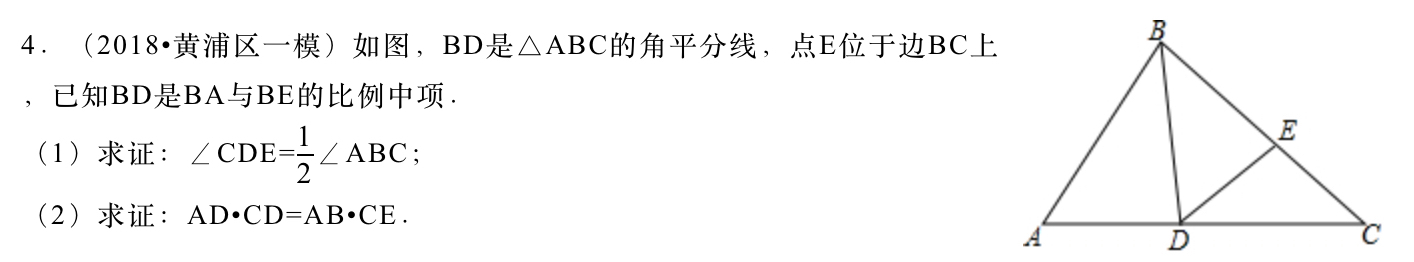 4．（2018•黄浦区一模）如图，BD是△ABC的角平分线，点E位于边BC上
，已知BD是BA与BE的比例中项．
（1）求证：∠CDE=\frac{1}{2}∠ABC；
（2）求证：AD•CD=AB•CE．
B
E
A
D
C